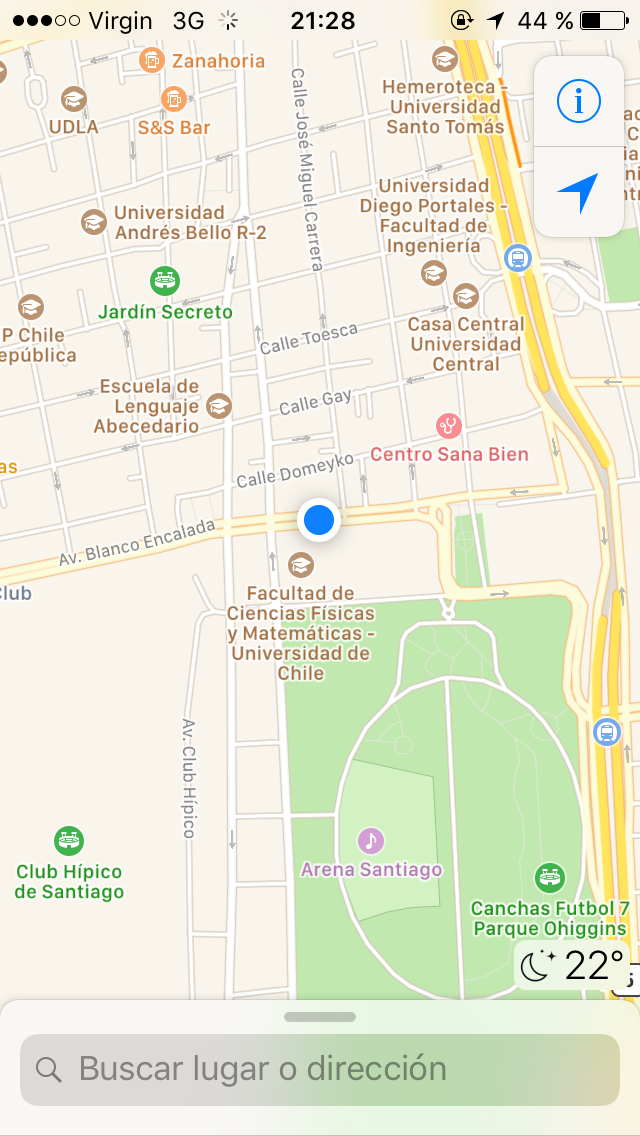 Virgin 3G 21:28 44 %
Zanahoria
UDLA
S&S Bar
Hemeroteca -
Universidad
Santo Tomás
Calle José Miguel Carrera
Universidad
Diego Portales -
Facultad de
Ingeniería
Universidad
Andrés Bello R-2
Jardín Secreto
P Chile
epública
Calle Toesca
Casa Central
Universidad
Central
Escuela de
Lenguaje
Abecedario
Calle Gay
Centro Sana Bien
as
Calle Domeyko
Av. Blanco Encalada
Club
Facultad de
Ciencias Físicas
y Matemáticas -
Universidad de
Chile
Av. Club Hípico
Club Hípico
de Santiago
Arena Santiago
Canchas Futbol 7
Parque Ohiggins
22°
5
Buscar lugar o dirección